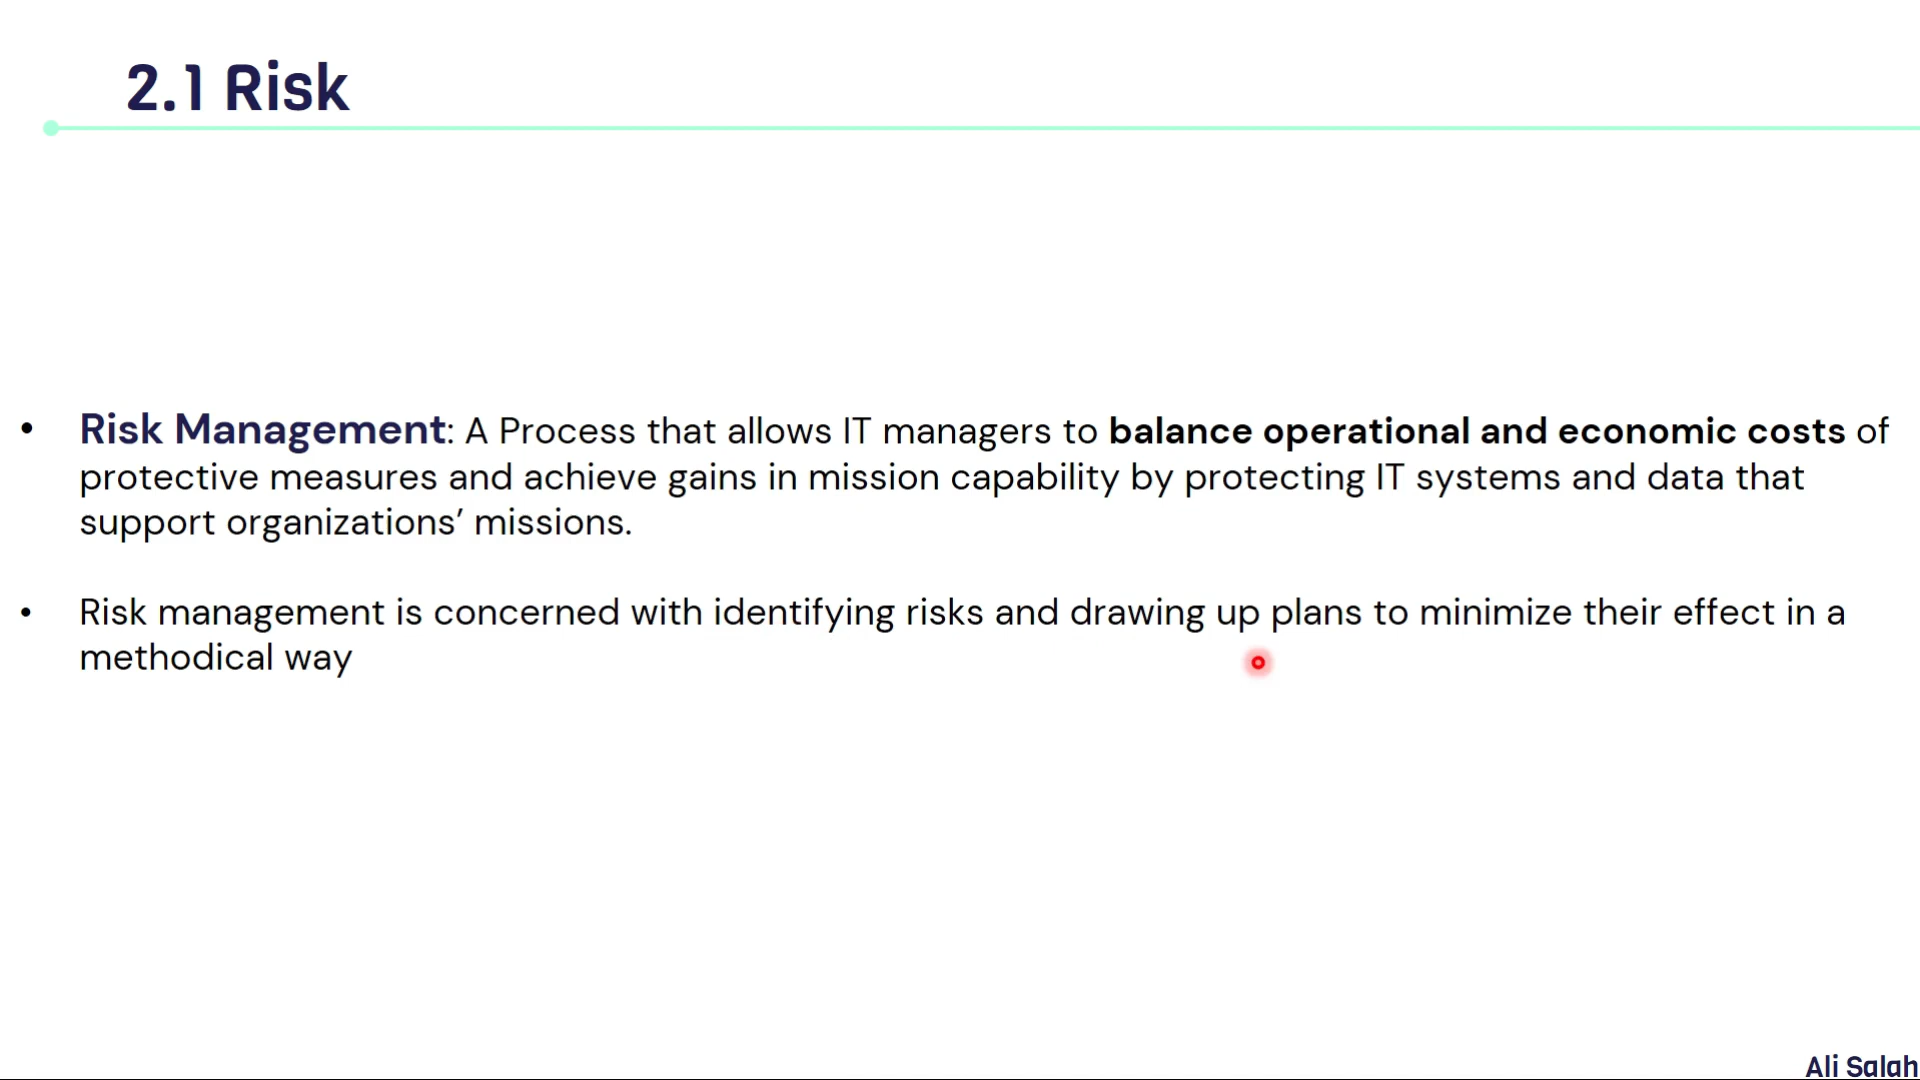 2.1 Risk
• Risk Management: A Process that allows IT managers to balance operational and economic costs of
protective measures and achieve gains in mission capability by protecting IT systems and data that
support organizations’ missions.
• Risk management is concerned with identifying risks and drawing up plans to minimize their effect in a
methodical way
Ali Salah